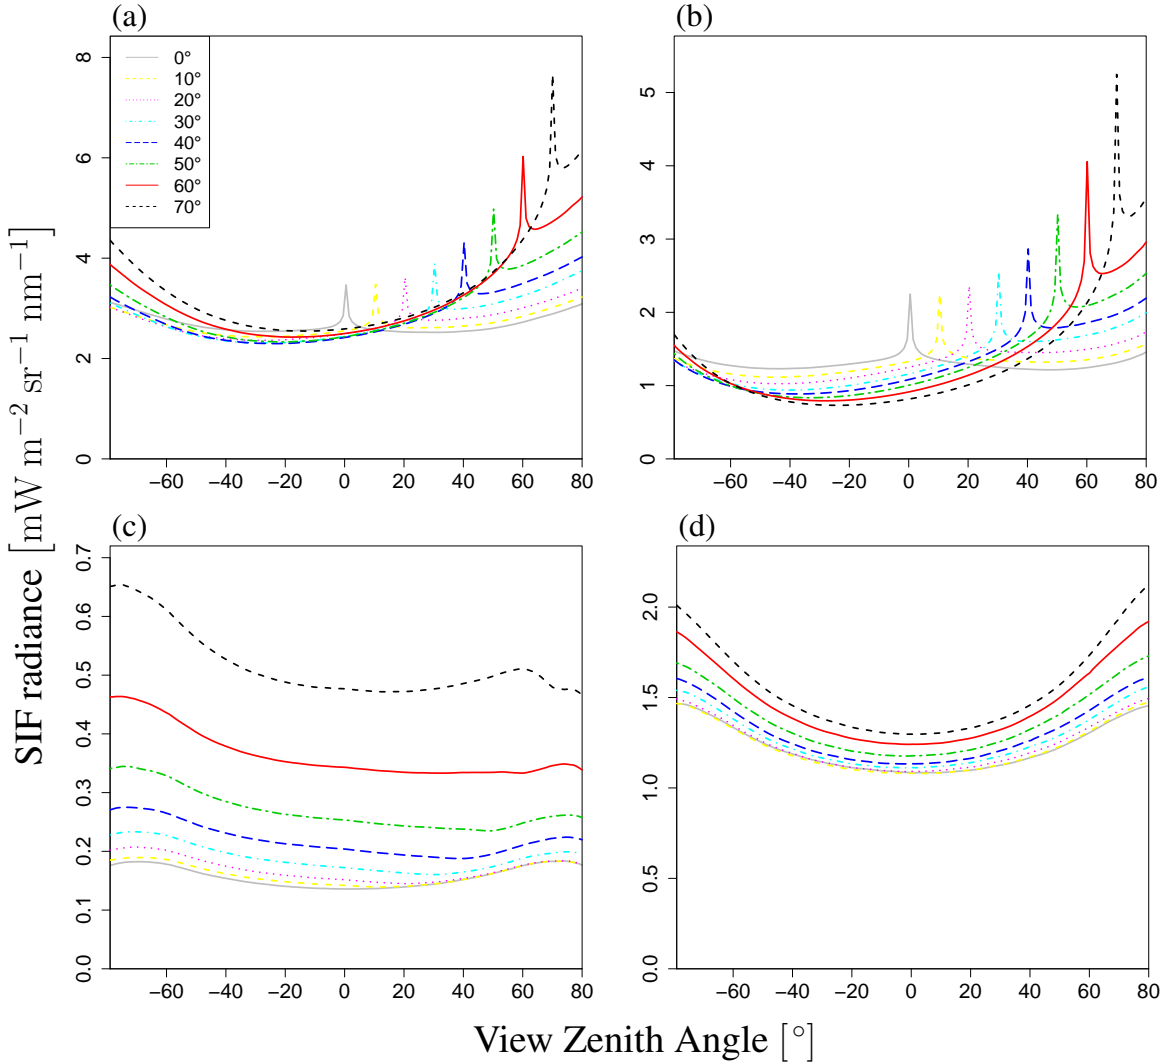 (a)
(b)
0°
10°
20°
30°
40°
50°
60°
70°
0 2 4 6 8
−60 −40 −20 0 20 40 60 80
0 1 2 3 4 5
−60 −40 −20 0 20 40 60 80
(c)
(d)
0.0 0.1 0.2 0.3 0.4 0.5 0.6 0.7
−60 −40 −20 0 20 40 60 80
0.0 0.5 1.0 1.5 2.0
−60 −40 −20 0 20 40 60 80
SIF radiance [mW m⁻² sr⁻¹ nm⁻¹]
View Zenith Angle [°]